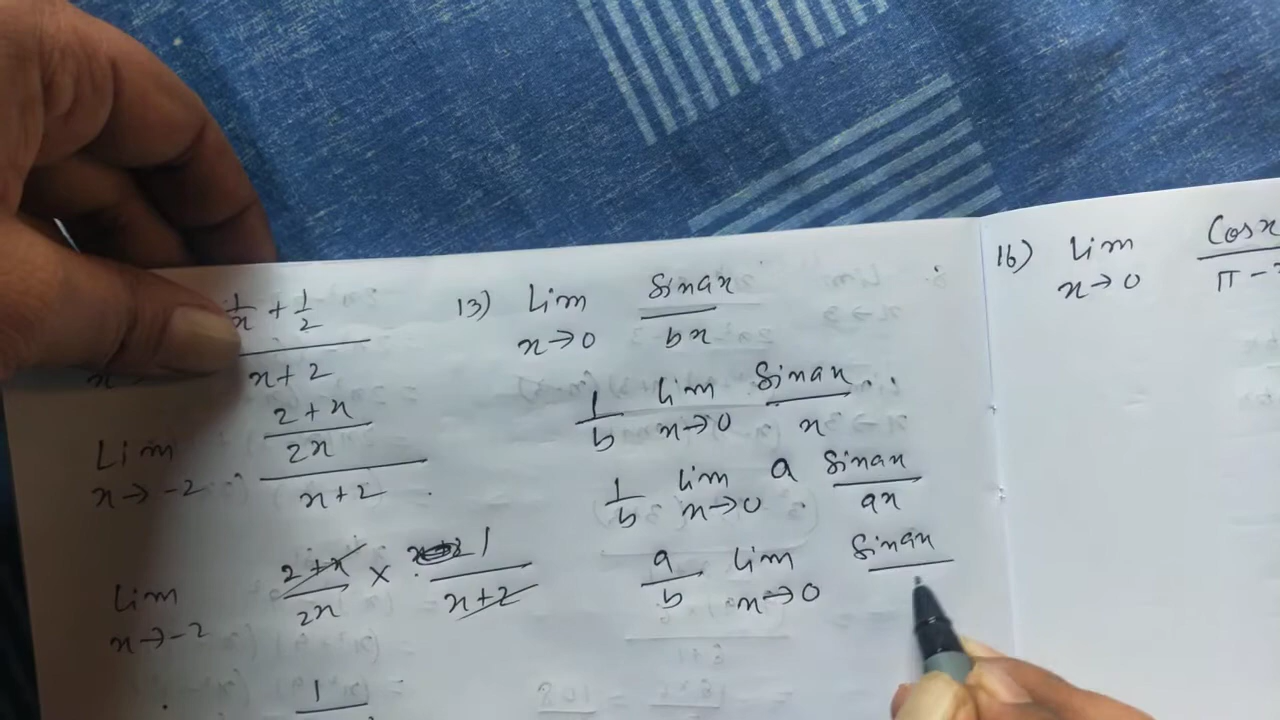 1/x + 1/2
x+2
Lim x→-2
2+x
2x
x+2
Lim x→-2 2+x/2x × 1/x+2
1
13) Lim x→0 Sinax/bx
1/b Lim x→0 Sinax/x
1/b Lim x→0 a Sinax/ax
a/b Lim x→0 Sinax
16) Lim x→0 Cosx/π-